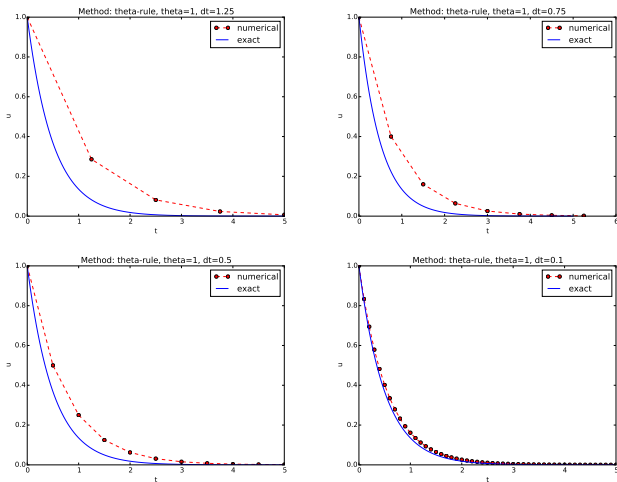 Method: theta-rule, theta=1, dt=1.25
1.0
0.8
0.6
0.4
0.2
0.0
u
0 1 2 3 4 5
t
numerical
exact
Method: theta-rule, theta=1, dt=0.75
1.0
0.8
0.6
0.4
0.2
0.0
u
0 1 2 3 4 5 6
t
numerical
exact
Method: theta-rule, theta=1, dt=0.5
1.0
0.8
0.6
0.4
0.2
0.0
u
0 1 2 3 4 5
t
numerical
exact
Method: theta-rule, theta=1, dt=0.1
1.0
0.8
0.6
0.4
0.2
0.0
u
0 1 2 3 4 5
t
numerical
exact